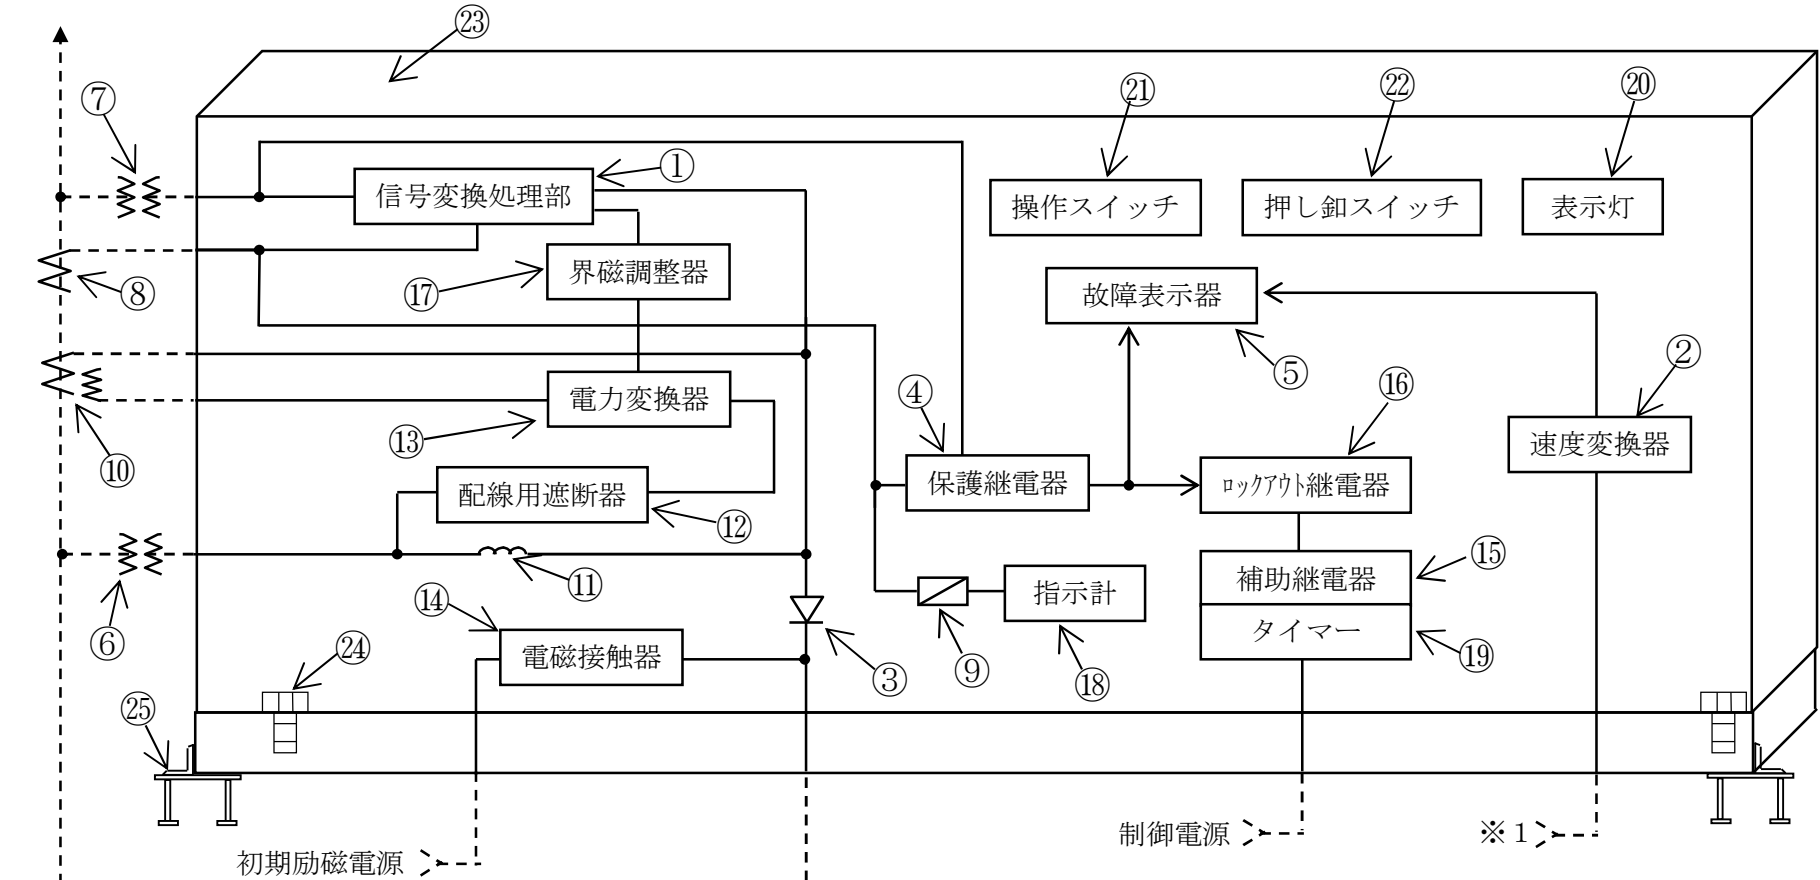 ㉓
⑦
㉑
㉒
⑳
①
信号変換処理部
操作スイッチ
押し釦スイッチ
表示灯
⑧
⑰
界磁調整器
故障表示器
⑤
②
④
⑯
電力変換器
⑬
⑩
保護継電器
ロックアウト継電器
速度変換器
配線用遮断器
⑫
⑪
⑮
補助継電器
指示計
タイマー
⑭
⑥
電磁接触器
㉔
③
⑨
⑱
⑲
㉕
初期励磁電源
制御電源
※1